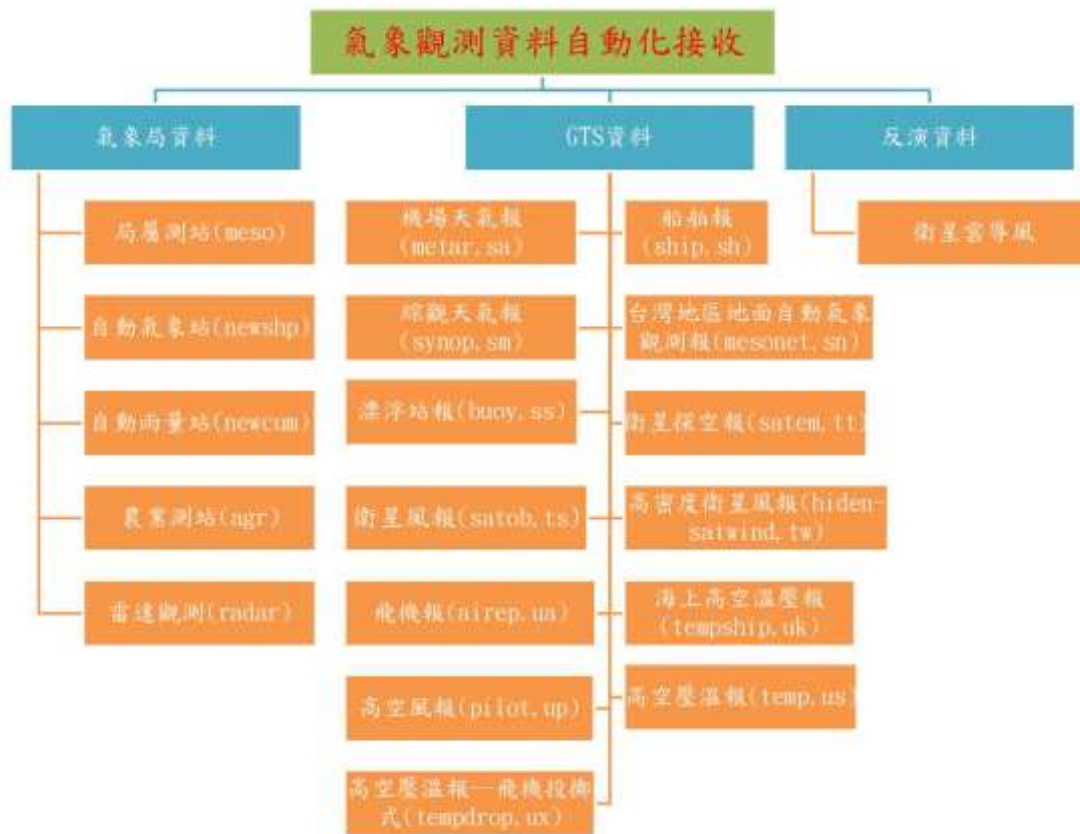 氣象觀測資料自動化接收
氣象局資料
GTS資料
反演資料
局屬測站(meso)
自動氣象站(newshp)
自動雨量站(newcum)
農業測站(agr)
雷達觀測(radar)
機場天氣報
(metar,sa)
船舶報
(ship,sh)
綜觀天氣報
(synop,sm)
台灣地區地面自動氣象
觀測報(mesonet,sn)
漂浮站報(buoy,ss)
衛星探空報(satem,tt)
衛星風報(satob,ts)
高密度衛星風報(hiden-
satwind,tw)
飛機報(airep,ua)
海上高空溫壓報
(tempship,uk)
高空風報(pilot,up)
高空壓溫報(temp,us)
高空壓溫報—飛機投擲
式(tempdrop,ux)
衛星雲導風